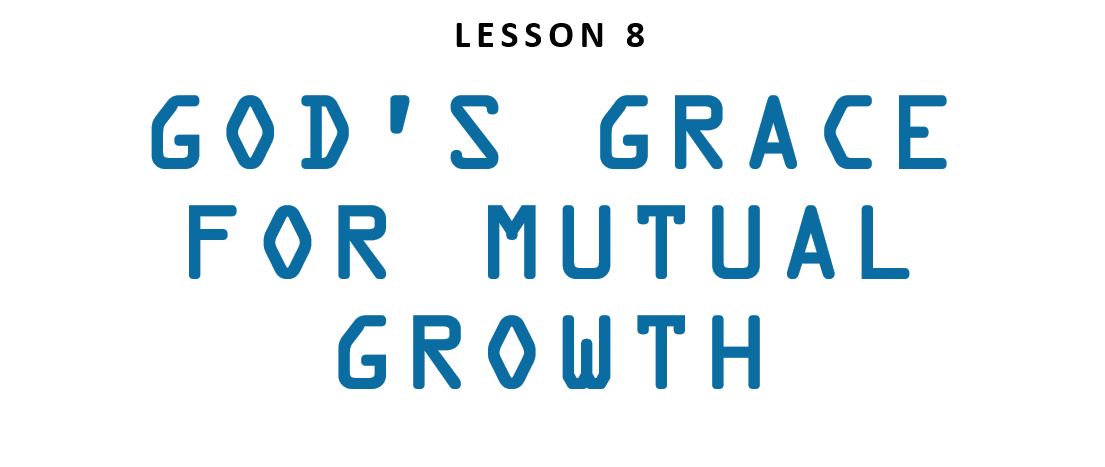 LESSON 8
GOD'S GRACE
FOR MUTUAL
GROWTH